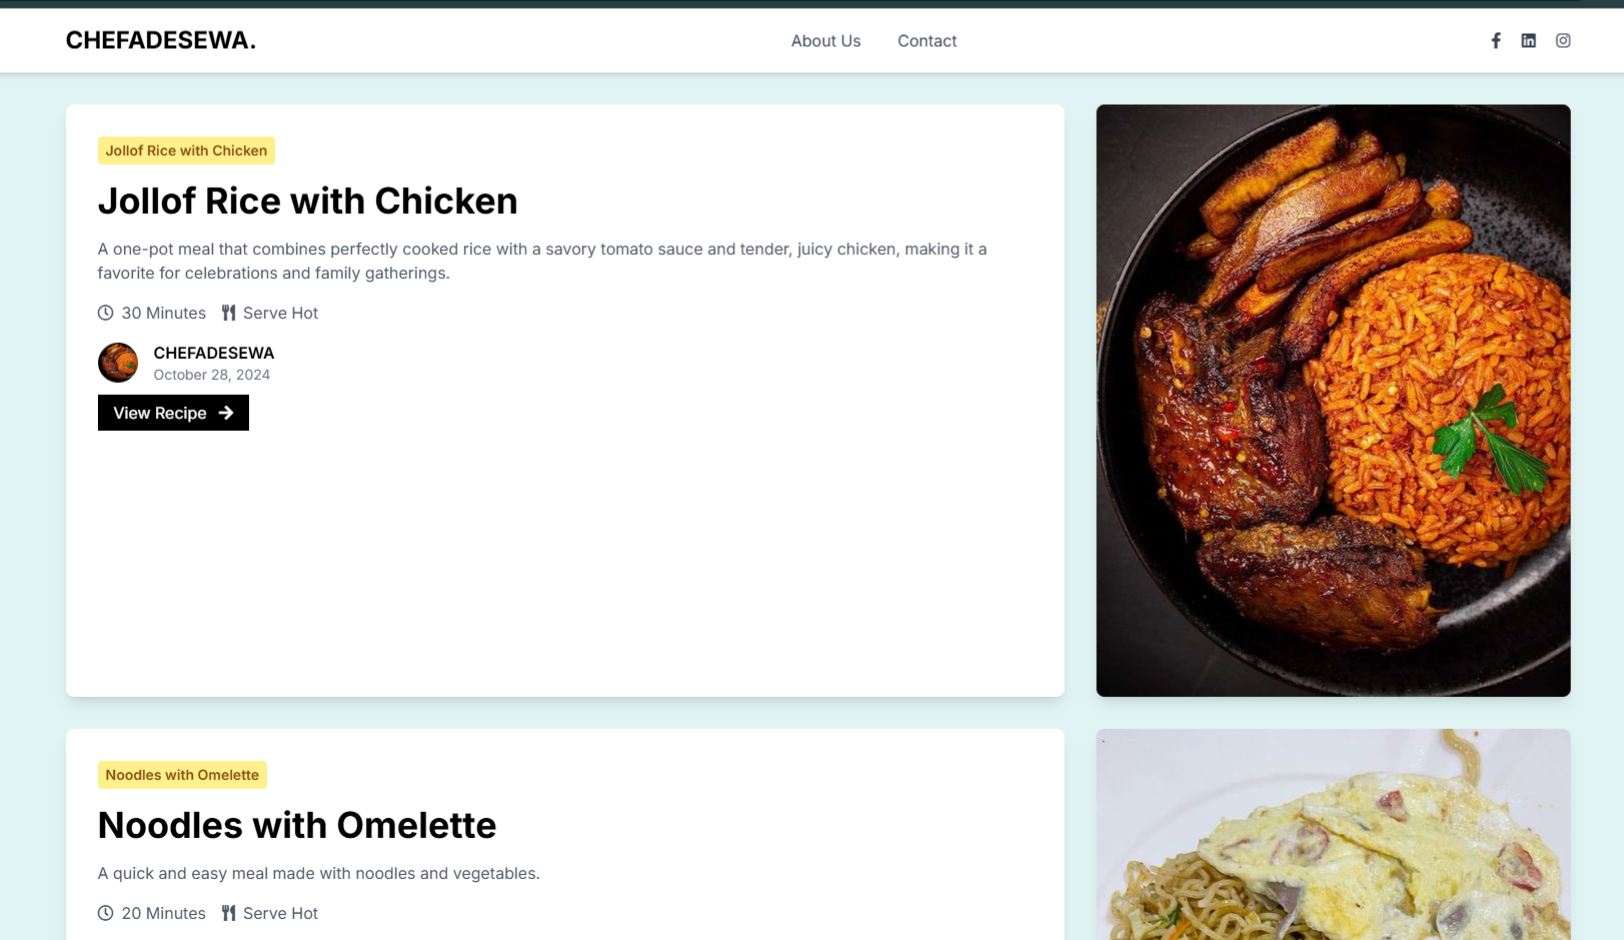 CHEFADESEWA.
About Us
Contact
Jollof Rice with Chicken
Jollof Rice with Chicken
A one-pot meal that combines perfectly cooked rice with a savory tomato sauce and tender, juicy chicken, making it a
favorite for celebrations and family gatherings.
30 Minutes
Serve Hot
CHEFADESEWA
October 28, 2024
View Recipe
Noodles with Omelette
Noodles with Omelette
A quick and easy meal made with noodles and vegetables.
20 Minutes
Serve Hot